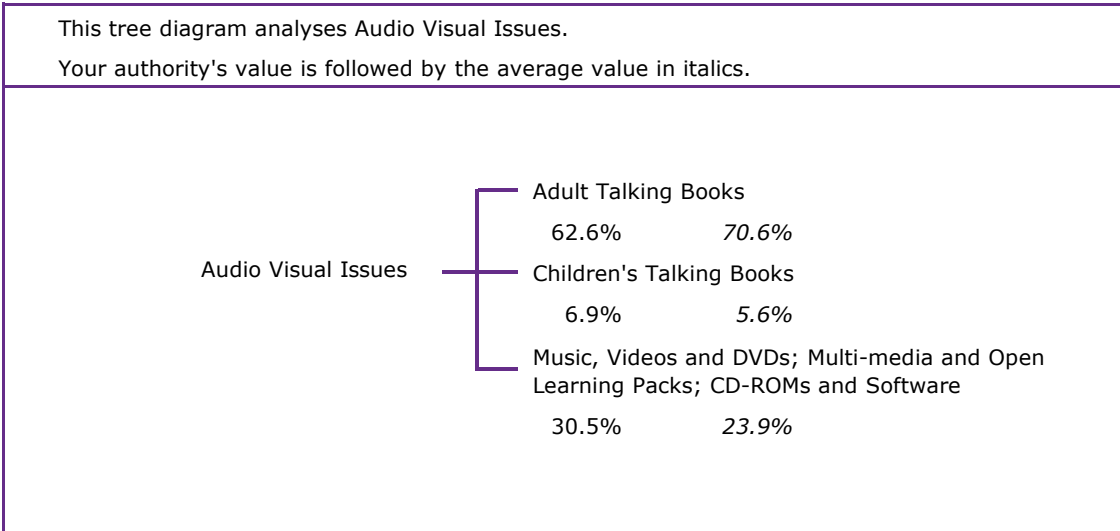 This tree diagram analyses Audio Visual Issues.
Your authority's value is followed by the average value in italics.
Adult Talking Books
62.6% 70.6%
Audio Visual Issues
Children's Talking Books
6.9% 5.6%
Music, Videos and DVDs; Multi-media and Open
Learning Packs; CD-ROMs and Software
30.5% 23.9%